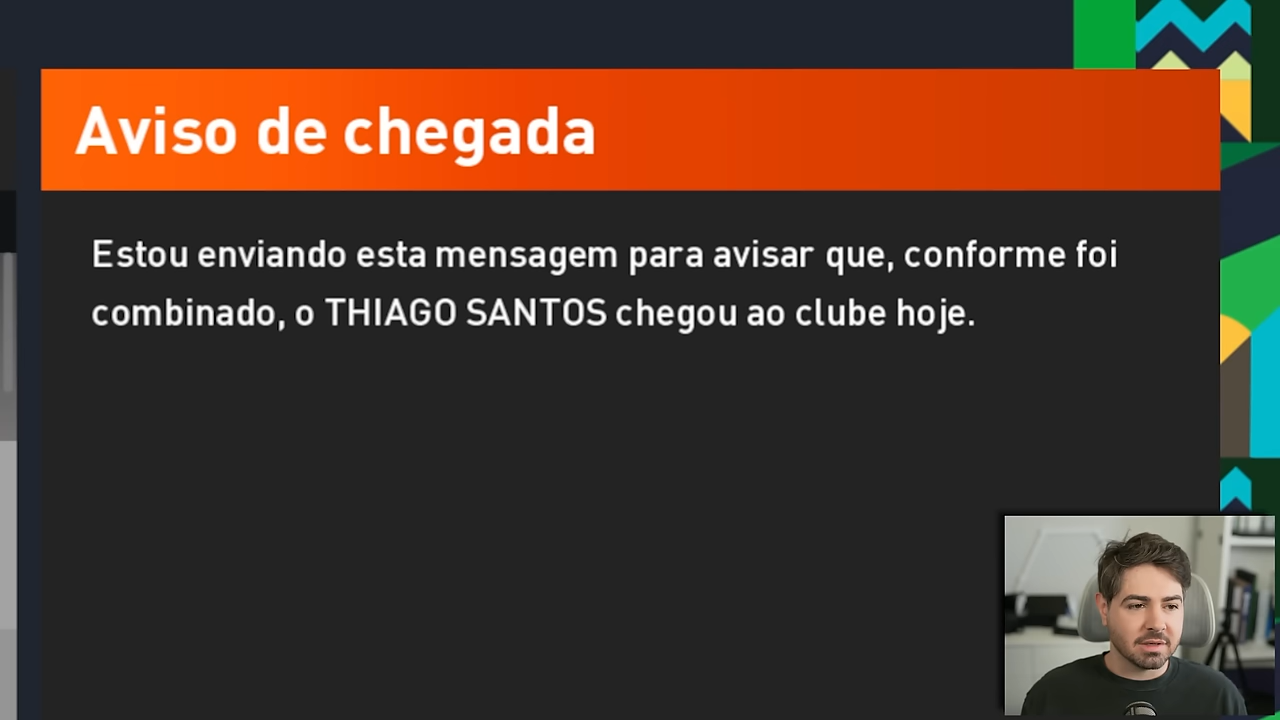 Aviso de chegada
Estou enviando esta mensagem para avisar que, conforme foi
combinado, o THIAGO SANTOS chegou ao clube hoje.